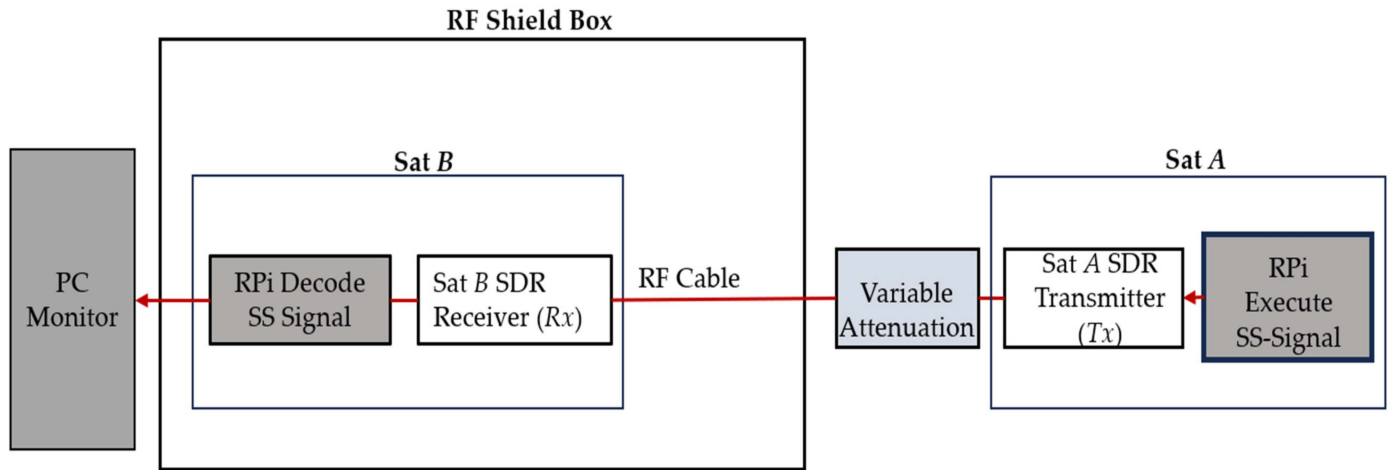 RF Shield Box
Sat B
Sat A
PC
Monitor
RPi Decode
SS Signal
Sat B SDR
Receiver (Rx)
RF Cable
Variable
Attenuation
Sat A SDR
Transmitter
(Tx)
RPi
Execute
SS-Signal